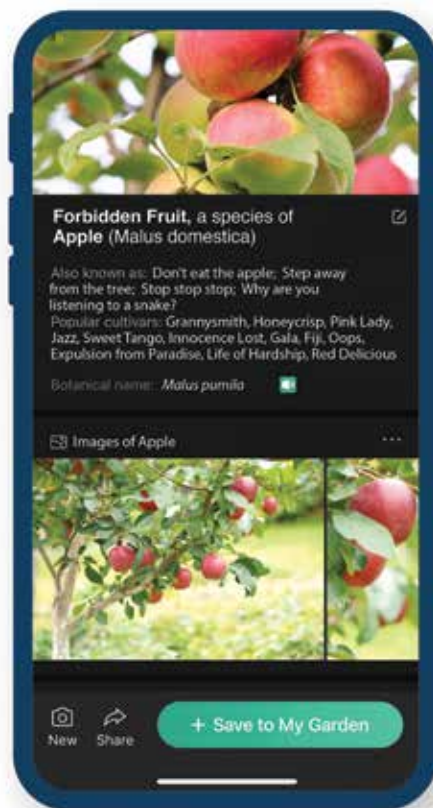 Forbidden Fruit, a species of
Apple (Malus domestica)
Also known as: Don't eat the apple; Step away
from the tree; Stop stop stop; Why are you
listening to a snake?
Popular cultivars: Grannysmith, Honeycrisp, Pink Lady,
Jazz, Sweet Tango, Innocence Lost, Gala, Fiji, Oops,
Expulsion from Paradise, Life of Hardship, Red Delicious
Botanical name: Malus pumila
Images of Apple
...
New
Share
+ Save to My Garden